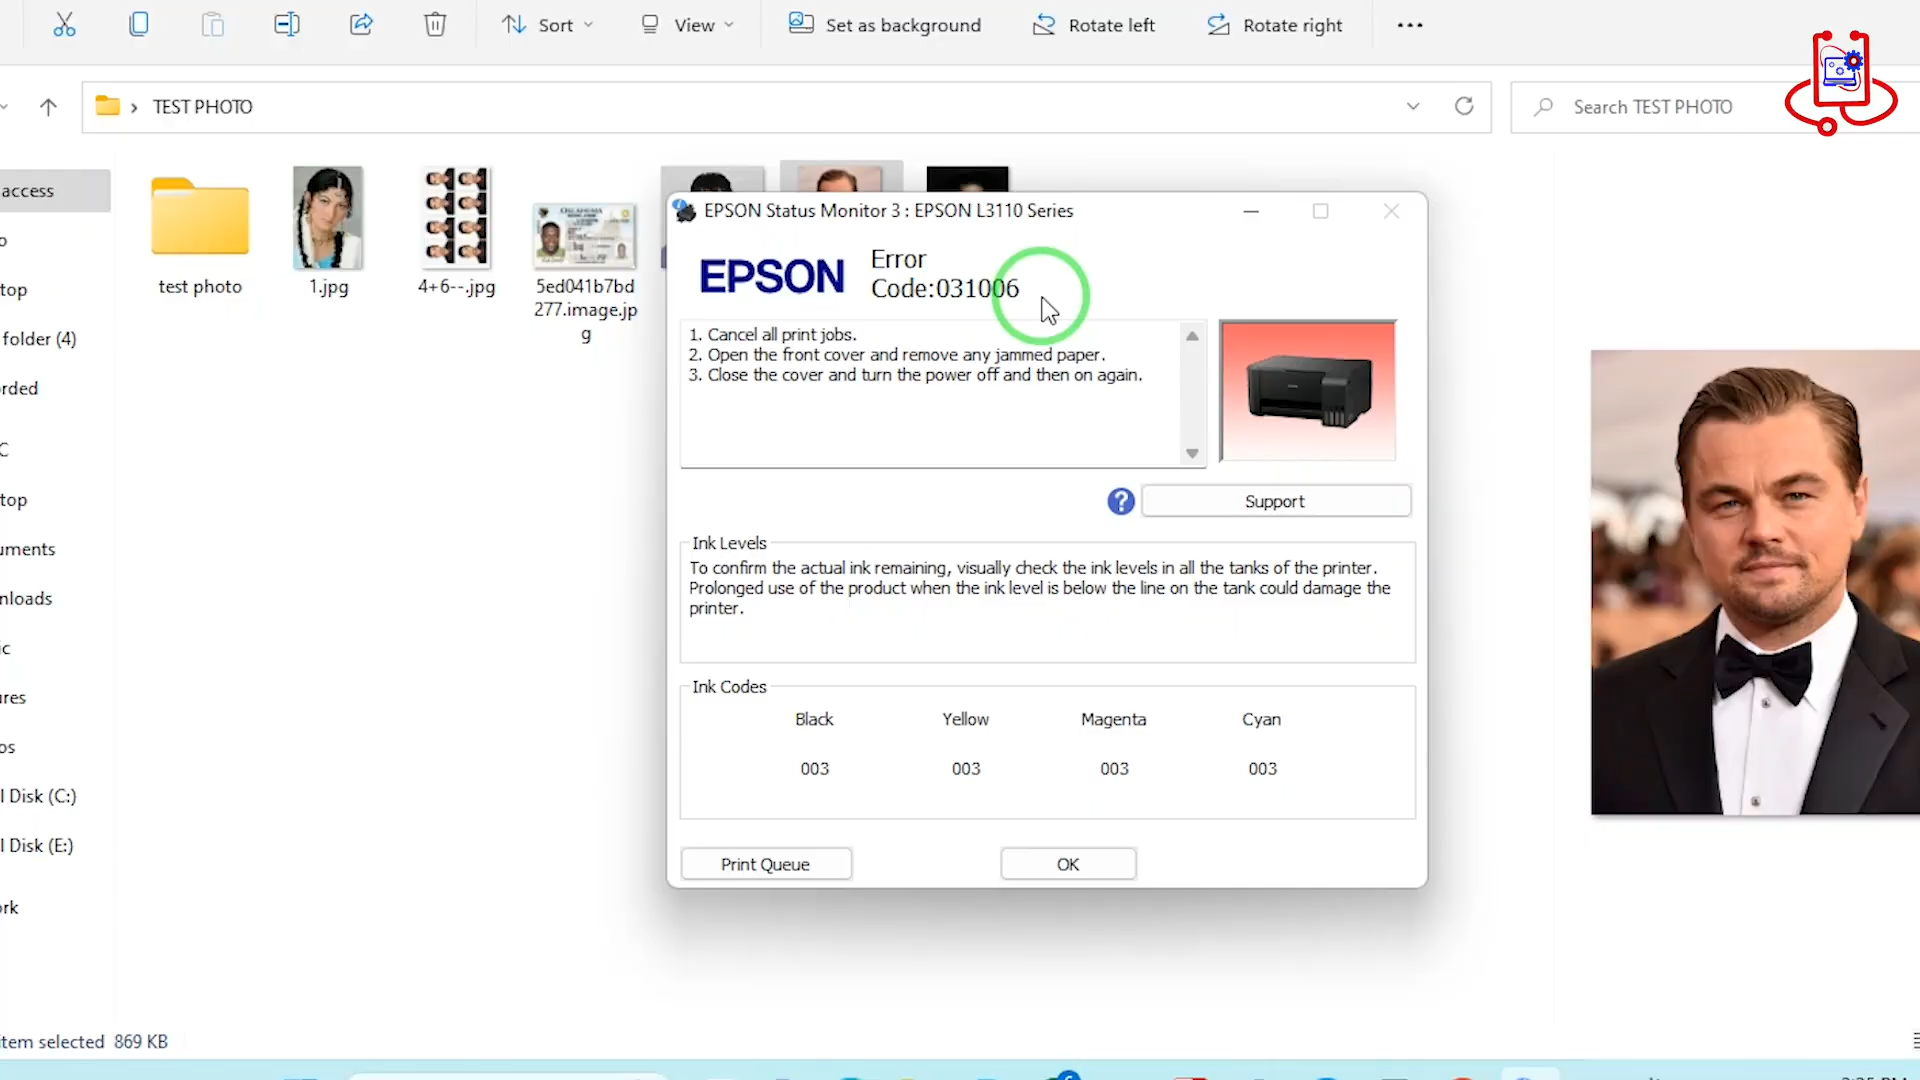 Sort
View
Set as background
Rotate left
Rotate right
TEST PHOTO
Search TEST PHOTO
access
top
folder (4)
top
nloads
ic
os
Disk (C:)
Disk (E:)
test photo
1.jpg
4+6--.jpg
5ed041b7bd
277.image.jp
g
EPSON Status Monitor 3 : EPSON L3110 Series
EPSON
Error
Code:031006
1. Cancel all print jobs.
2. Open the front cover and remove any jammed paper.
3. Close the cover and turn the power off and then on again.
Support
Ink Levels
To confirm the actual ink remaining, visually check the ink levels in all the tanks of the printer.
Prolonged use of the product when the ink level is below the line on the tank could damage the
printer.
Ink Codes
Black Yellow Magenta Cyan
003 003 003 003
Print Queue
OK
item selected 869 KB